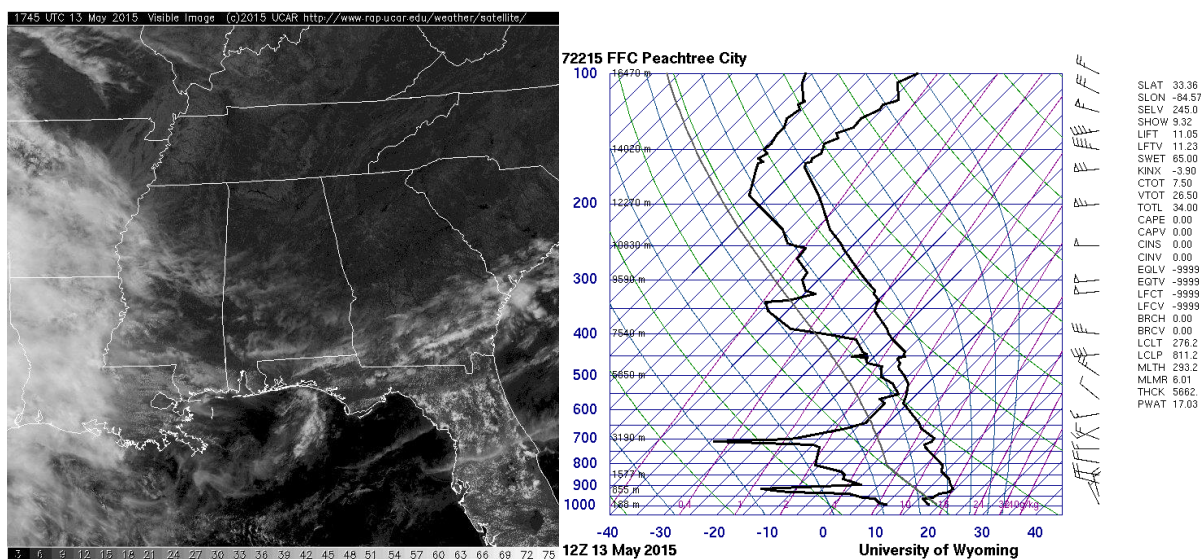 1745 UTC 13 May 2015 Visible Image (c)2015 UCAR http://www.rap.ucar.edu/weather/satellite/
3 6 9 12 15 18 21 24 27 30 33 36 39 42 45 48 51 54 57 60 63 66 69 72 75
72215 FFC Peachtree City
100 16470 m
14020 m
200 12270 m
10830 m
300 9590 m
400 7540 m
500 5850 m
600
700 3190 m
800
1577 m
900 855 m
1000 168 m
0.4 1 2 10 24
-40 -30 -20 -10 0 10 20 30 40
12Z 13 May 2015 University of Wyoming
SLAT 33.36
SLON -84.57
SELV 245.0
SHOW 9.32
LIFT 11.05
LFTV 11.23
SWET 65.00
KINX -3.90
CTOT 7.50
VTOT 26.50
TOTL 34.00
CAPE 0.00
CAPV 0.00
CINS 0.00
CINV 0.00
EQLV -9999
EQTV -9999
LFCT -9999
LFCV -9999
BRCH 0.00
BRCV 0.00
LCLT 276.2
LCLP 811.2
MLTH 293.2
MLMR 6.01
THCK 5662.
PWAT 17.03